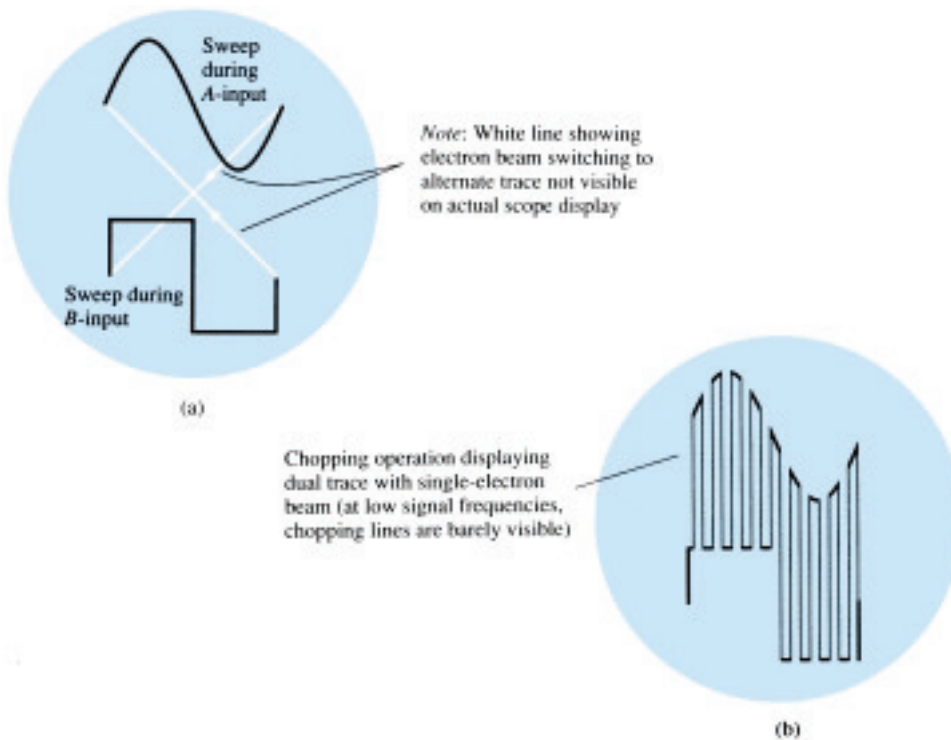 Sweep
during
A-input
Note: White line showing
electron beam switching to
alternate trace not visible
on actual scope display
Sweep during
B-input
(a)
Chopping operation displaying
dual trace with single-electron
beam (at low signal frequencies,
chopping lines are barely visible)
(b)